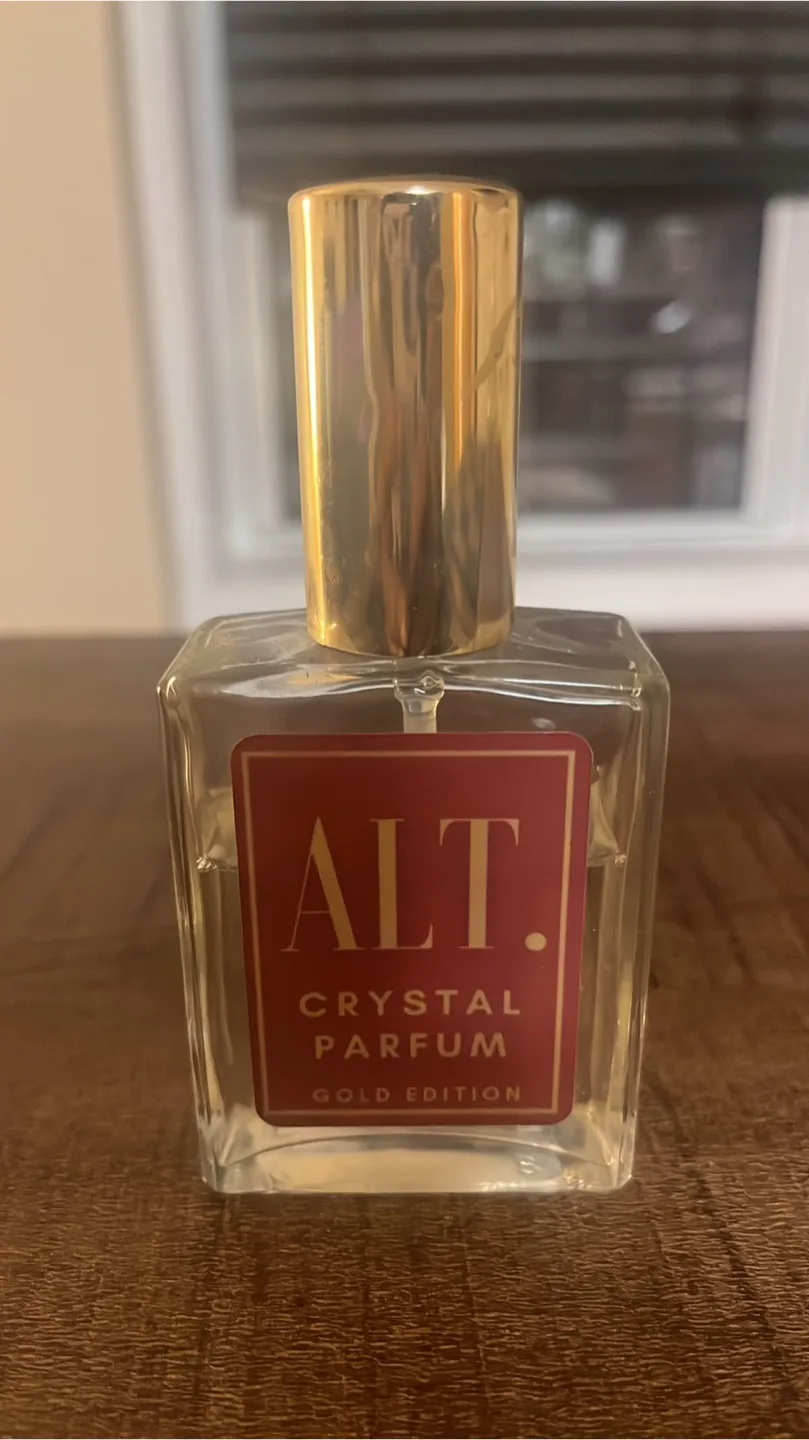 ALT.
CRYSTAL
PARFUM
GOLD EDITION